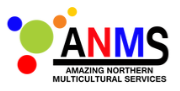 ANMS
AMAZING NORTHERN
MULTICULTURAL SERVICES